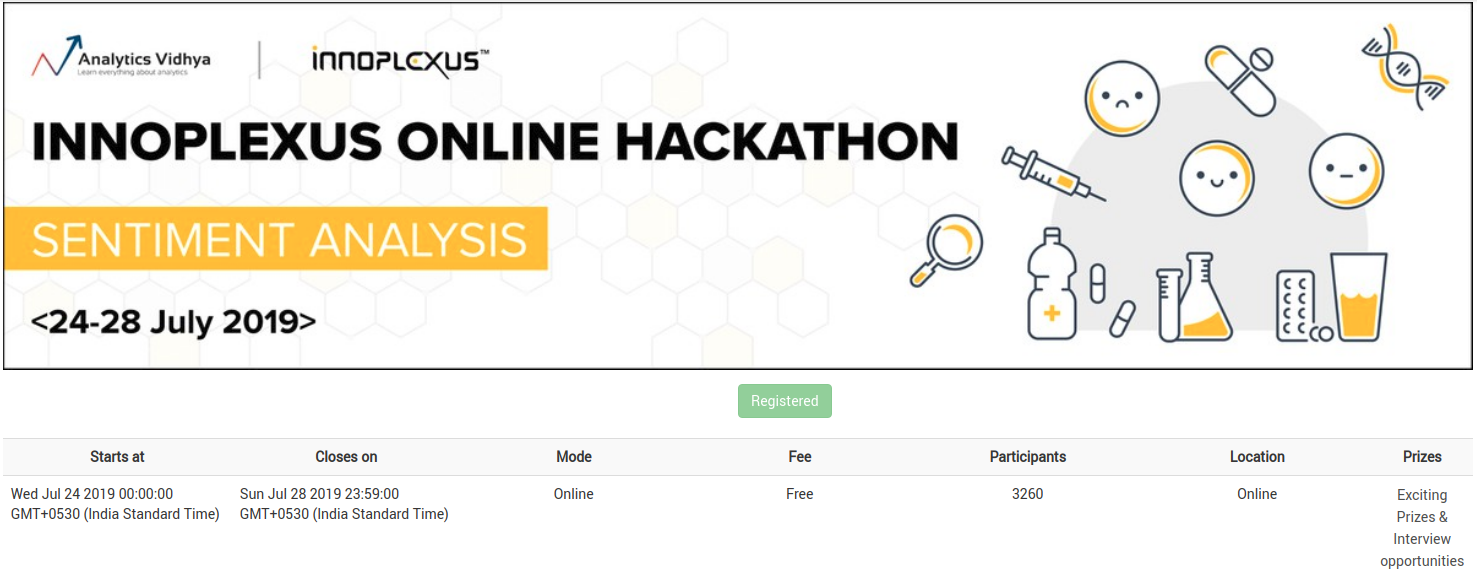 Analytics Vidhya
Learn everything about analytics
INNOPLEXUS™
INNOPLEXUS ONLINE HACKATHON
SENTIMENT ANALYSIS
<24-28 July 2019>
Registered
Starts at Closes on Mode Fee Participants Location Prizes
Wed Jul 24 2019 00:00:00 Sun Jul 28 2019 23:59:00 Online Free 3260 Online Exciting
GMT+0530 (India Standard Time) GMT+0530 (India Standard Time) Prizes &
Interview
opportunities